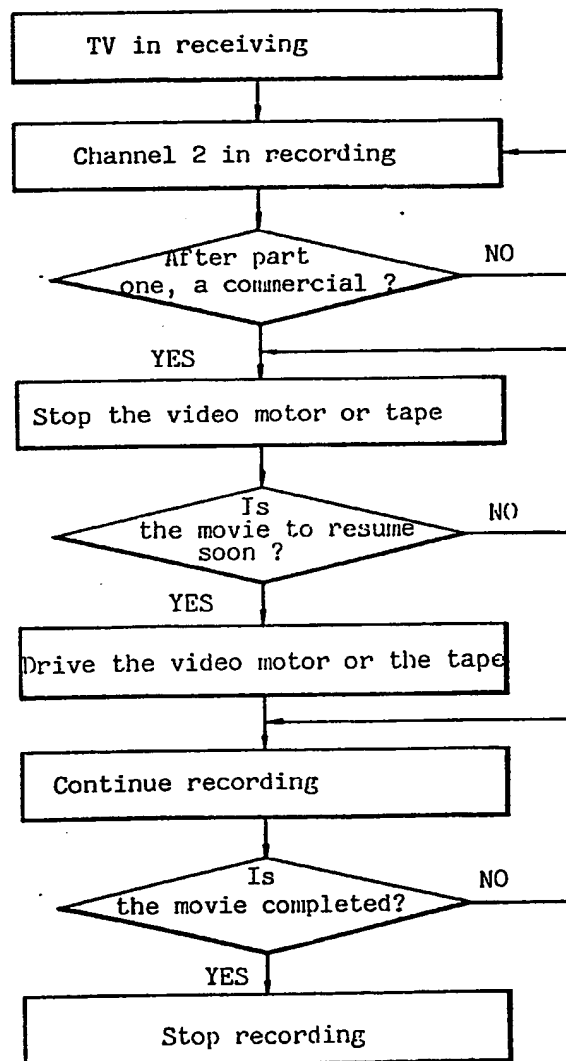 TV in receiving
Channel 2 in recording
After part
one, a commercial ?
NO
YES
Stop the video motor or tape
Is
the movie to resume
soon ?
NO
YES
Drive the video motor or the tape
Continue recording
Is
the movie completed?
NO
YES
Stop recording